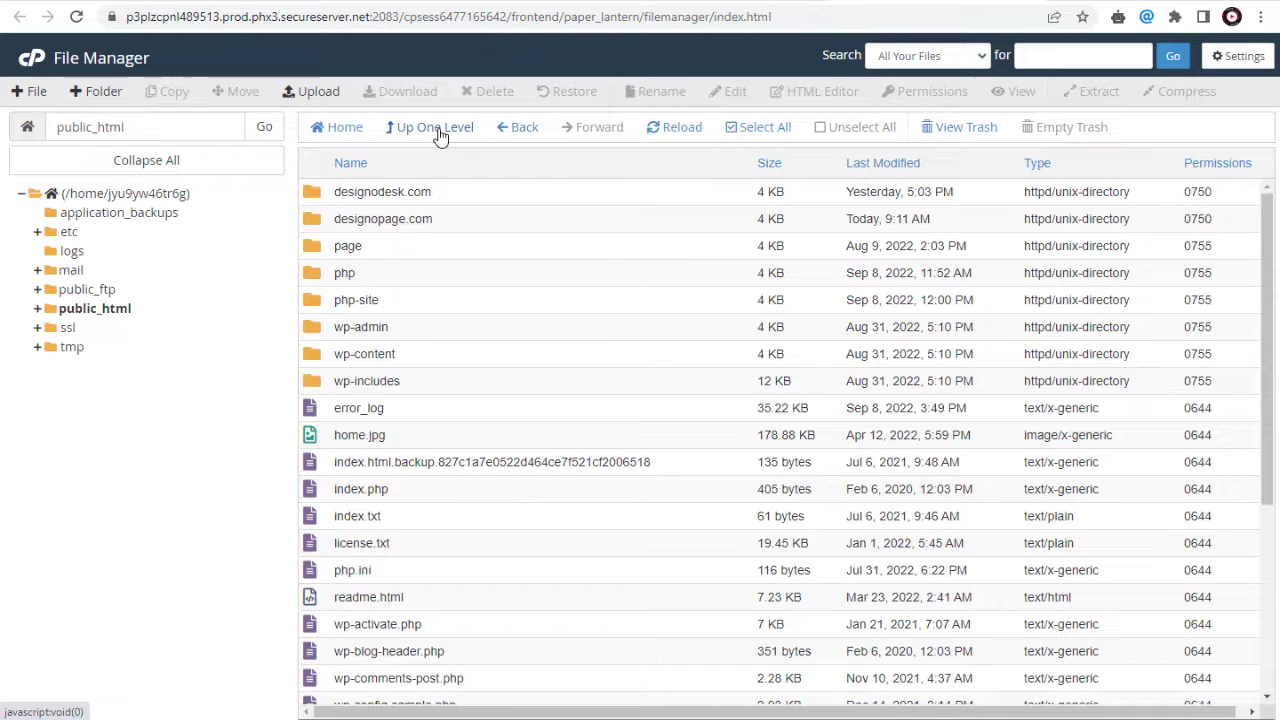 p3plzcpnl489513.prod.phx3.secureserver.net:2083/cpsess6477165642/frontend/paper_lantern/filemanager/index.html
cP File Manager
Search All Your Files for Go Settings
File Folder Copy Move Upload Download Delete Restore Rename Edit HTML Editor Permissions View Extract Compress
public_html Go
Home Up One Level Back Forward Reload Select All Unselect All View Trash Empty Trash
Collapse All
(/home/jyu9yw46tr6g)
application_backups
etc
logs
mail
public_ftp
public_html
ssl
tmp
Name Size Last Modified Type Permissions
designodesk.com 4 KB Yesterday, 5:03 PM httpd/unix-directory 0750
designopage.com 4 KB Today, 9:11 AM httpd/unix-directory 0750
page 4 KB Aug 9, 2022, 2:03 PM httpd/unix-directory 0755
php 4 KB Sep 8, 2022, 11:52 AM httpd/unix-directory 0755
php-site 4 KB Sep 8, 2022, 12:00 PM httpd/unix-directory 0755
wp-admin 4 KB Aug 31, 2022, 5:10 PM httpd/unix-directory 0755
wp-content 4 KB Aug 31, 2022, 5:10 PM httpd/unix-directory 0755
wp-includes 12 KB Aug 31, 2022, 5:10 PM httpd/unix-directory 0755
error_log 35.22 KB Sep 8, 2022, 3:49 PM text/x-generic 0644
home.jpg 178.88 KB Apr 12, 2022, 5:59 PM image/x-generic 0644
index.html.backup.827c1a7e0522d464ce7f521cf2006518 135 bytes Jul 6, 2021, 9:48 AM text/x-generic 0644
index.php 405 bytes Feb 6, 2020, 12:03 PM text/x-generic 0644
index.txt 61 bytes Jul 6, 2021, 9:46 AM text/plain 0644
license.txt 19.45 KB Jan 1, 2022, 5:45 AM text/plain 0644
php.ini 116 bytes Jul 31, 2022, 6:22 PM text/x-generic 0644
readme.html 7.23 KB Mar 23, 2022, 2:41 AM text/html 0644
wp-activate.php 7 KB Jan 21, 2021, 7:07 AM text/x-generic 0644
wp-blog-header.php 351 bytes Feb 6, 2020, 12:03 PM text/x-generic 0644
wp-comments-post.php 2.28 KB Nov 10, 2021, 4:37 AM text/x-generic 0644
wp-config-sample.php
javascript:void(0)